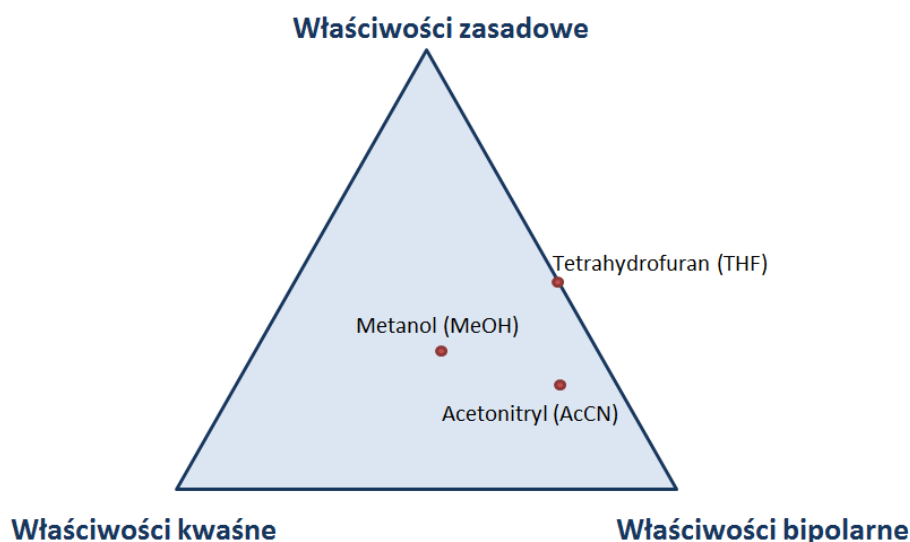 Właściwości zasadowe
Tetrahydrofuran (THF)
Metanol (MeOH)
Acetonitryl (AcCN)
Właściwości kwaśne
Właściwości bipolarne